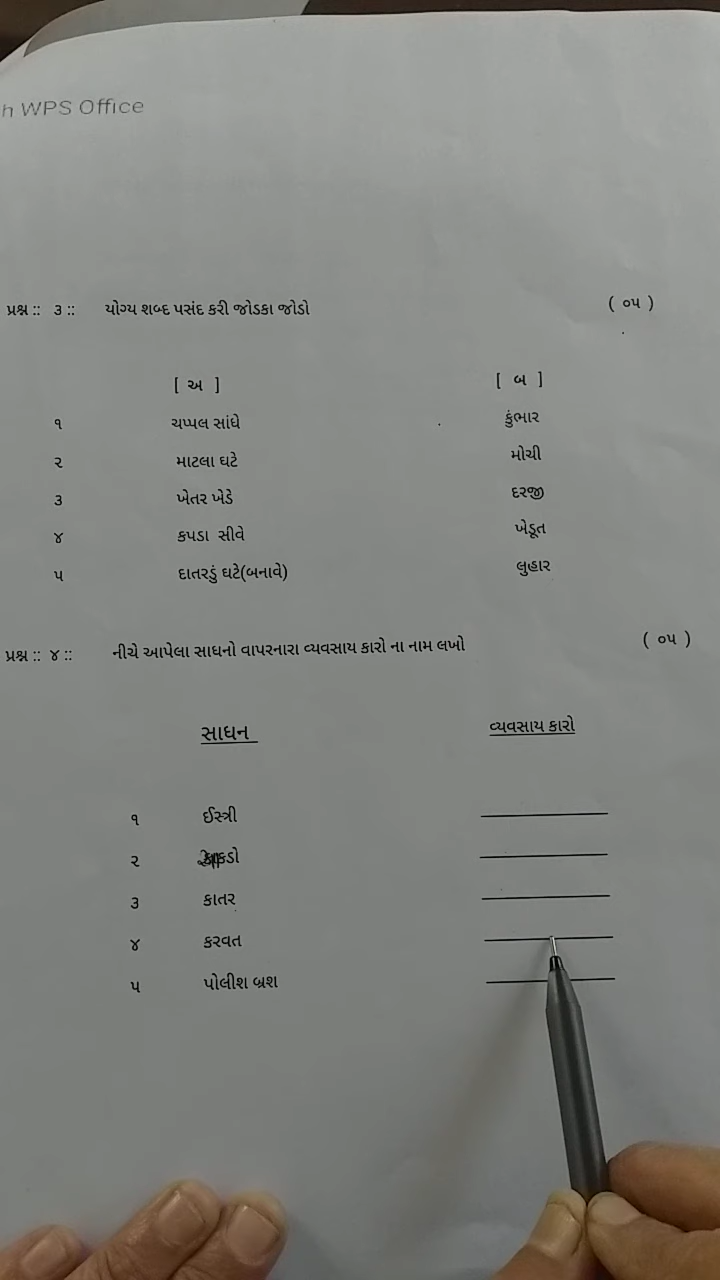 h WPS Office
પ્રશ્ન :: ૩ :: યોગ્ય શબ્દ પસંદ કરી જોડકા જોડો ( ૦૫ )
[ અ ] [ બ ]
૧ ચપ્પલ સાંધે કુંભાર
૨ માટલા ઘટે મોચી
૩ ખેતર ખેડે દરજી
૪ કપડા સીવે ખેડૂત
૫ દાતરડું ઘટે(બનાવે) લુહાર
પ્રશ્ન :: ૪ :: નીચે આપેલા સાધનો વાપરનારા વ્યવસાય કારો ના નામ લખો ( ૦૫ )
સાધન વ્યવસાય કારો
૧ ઈસ્ત્રી
૨
૩ કાતર
૪ કરવત
૫ પોલીશ બ્રશ